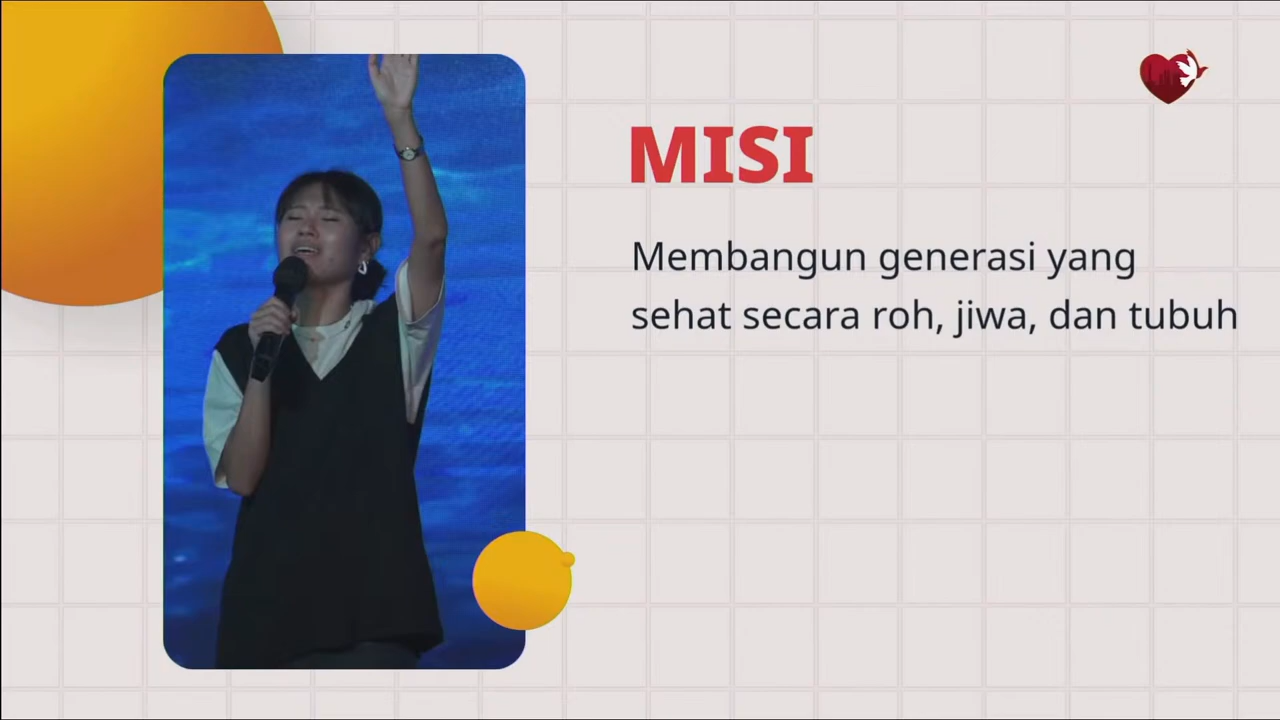 MISI
Membangun generasi yang
sehat secara roh, jiwa, dan tubuh